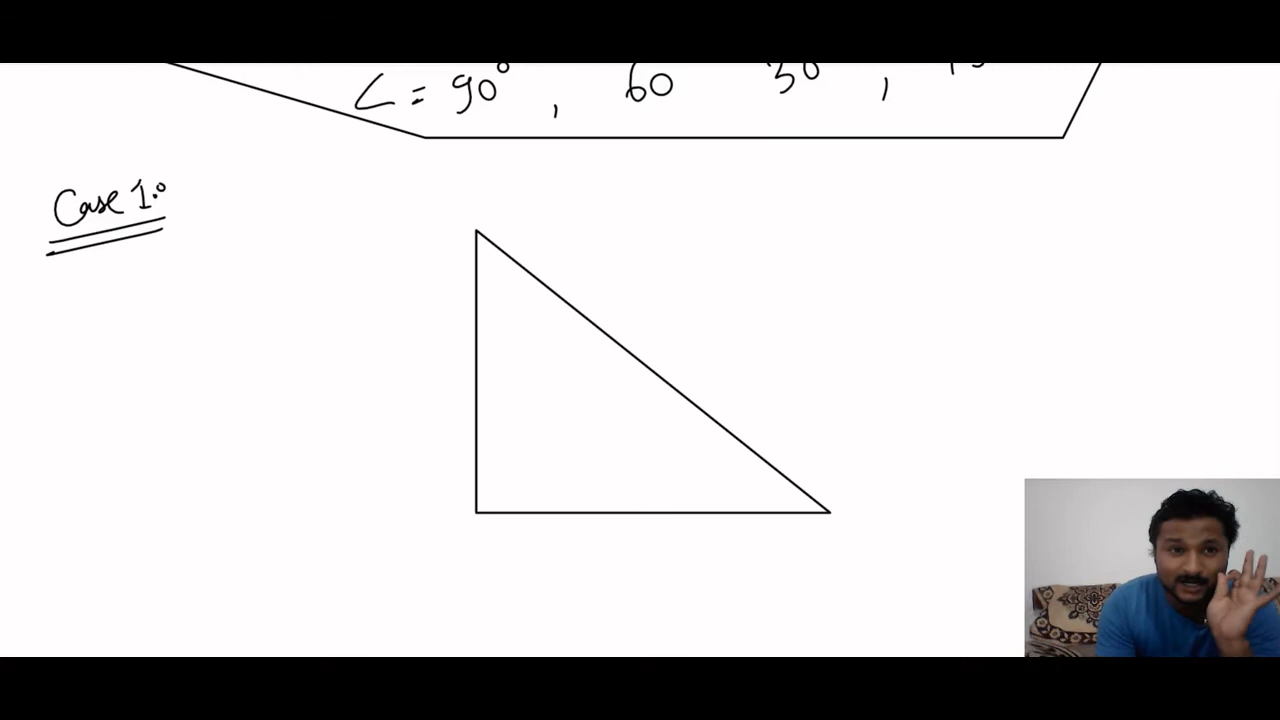 ∠ = 90° , 60 30° ,
Case 1: